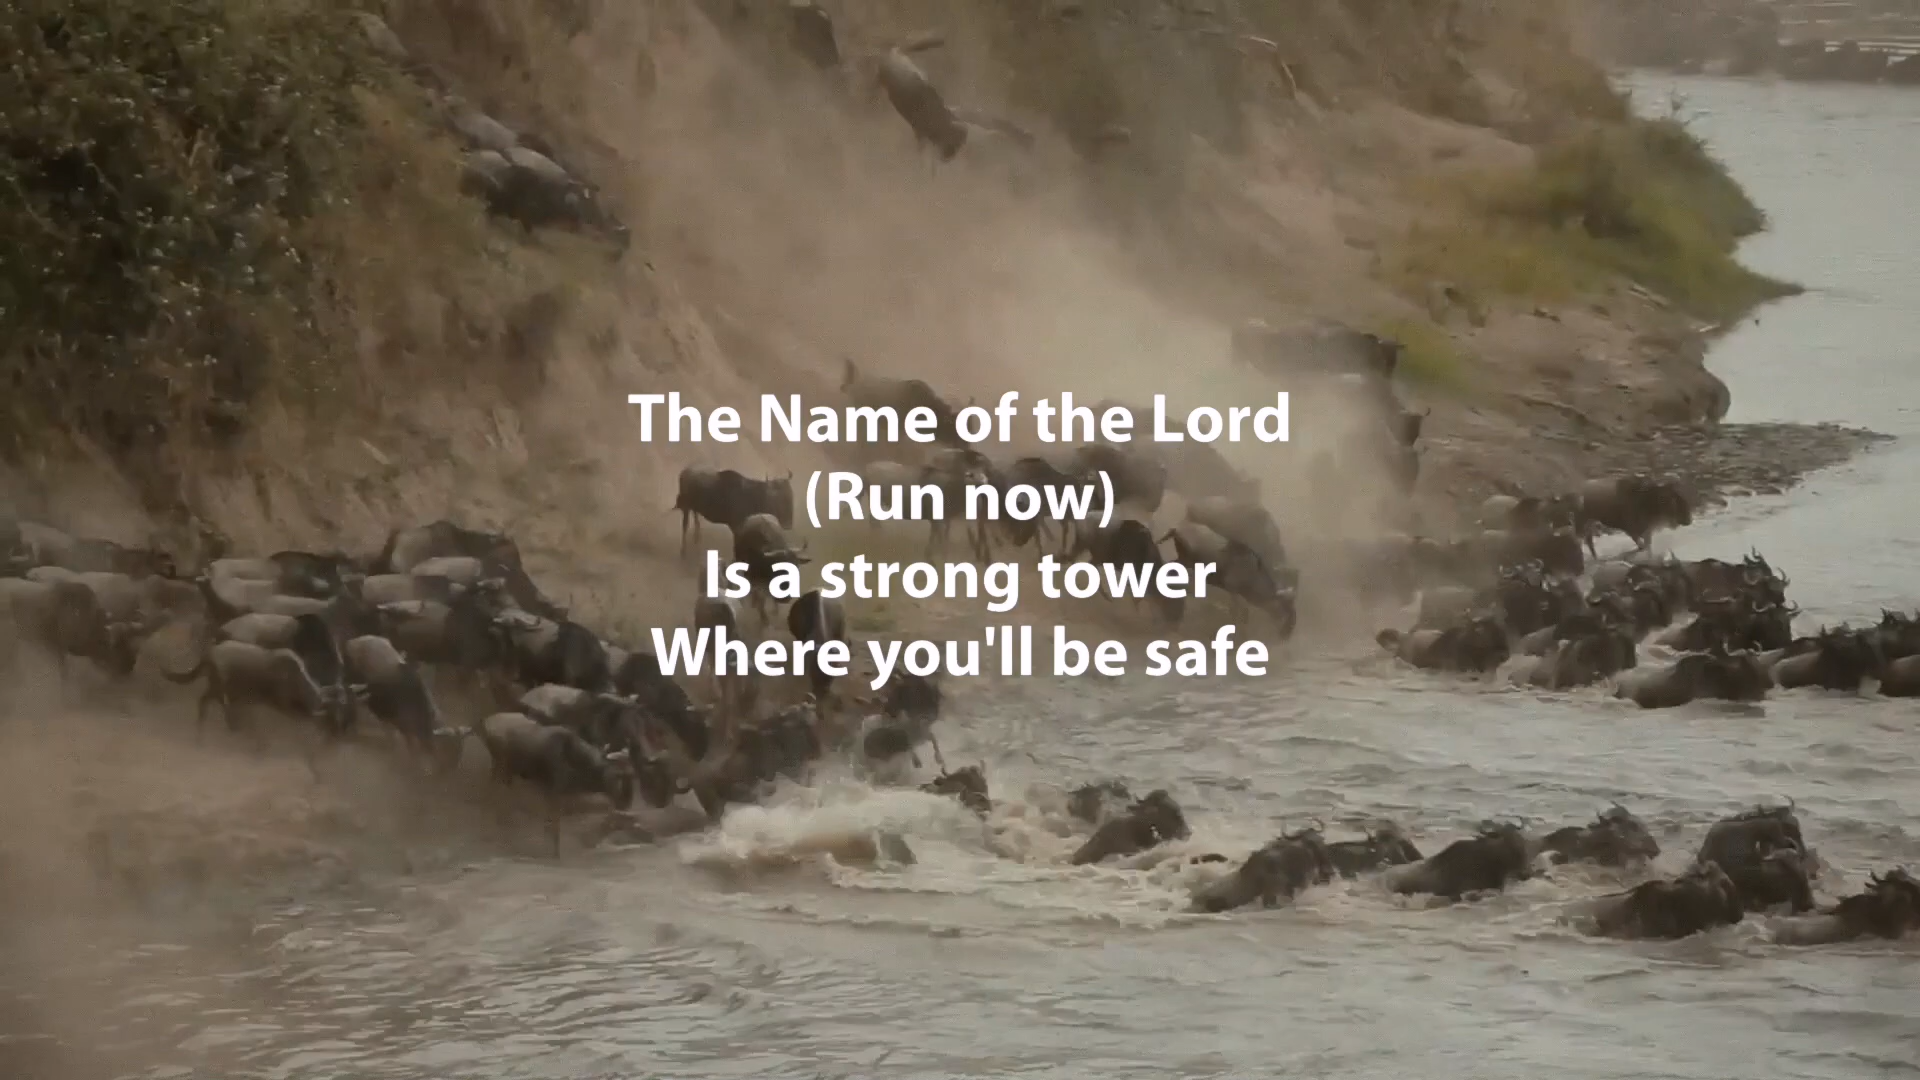 The Name of the Lord
(Run now)
Is a strong tower
Where you'll be safe